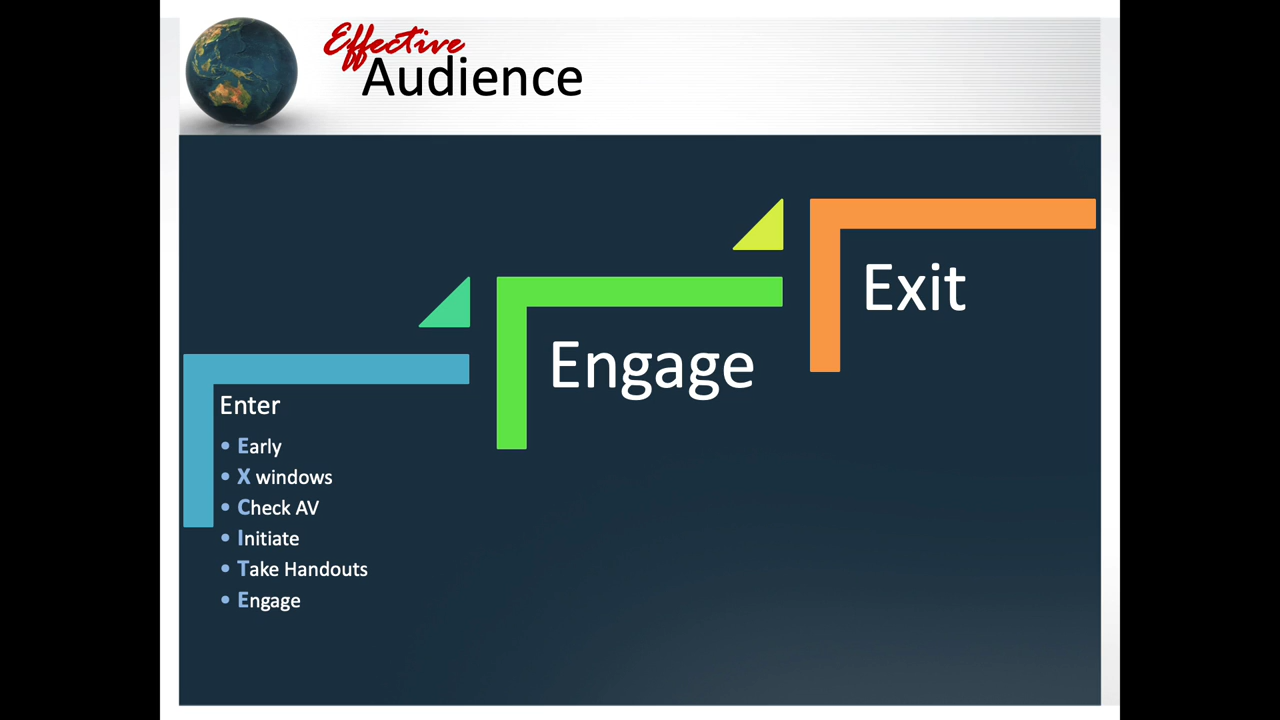 Effective
Audience
Enter
• Early
• X windows
• Check AV
• Initiate
• Take Handouts
• Engage
Engage
Exit